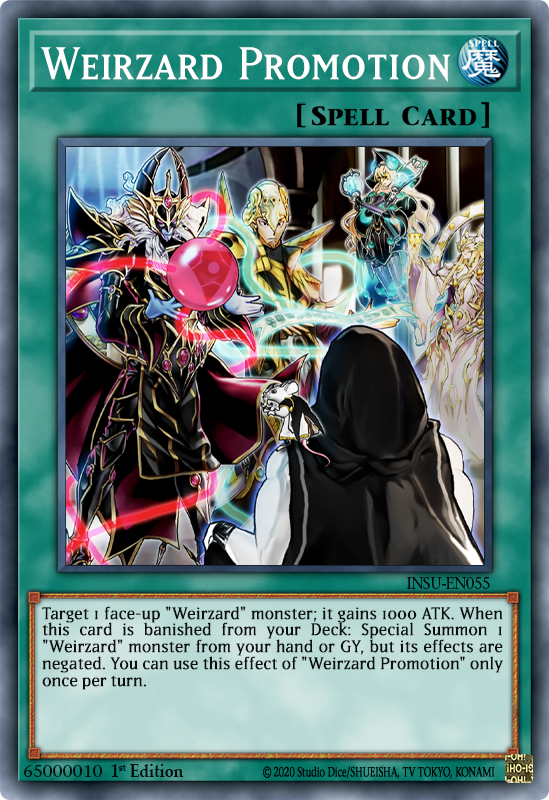 WEIRZARD PROMOTION
SPELL
魔
[SPELL CARD]
INSU-EN055
Target 1 face-up "Weirzard" monster; it gains 1000 ATK. When
this card is banished from your Deck: Special Summon 1
"Weirzard" monster from your hand or GY, but its effects are
negated. You can use this effect of "Weirzard Promotion" only
once per turn.
65000010 1st Edition
©2020 Studio Dice/SHUEISHA, TV TOKYO, KONAMI